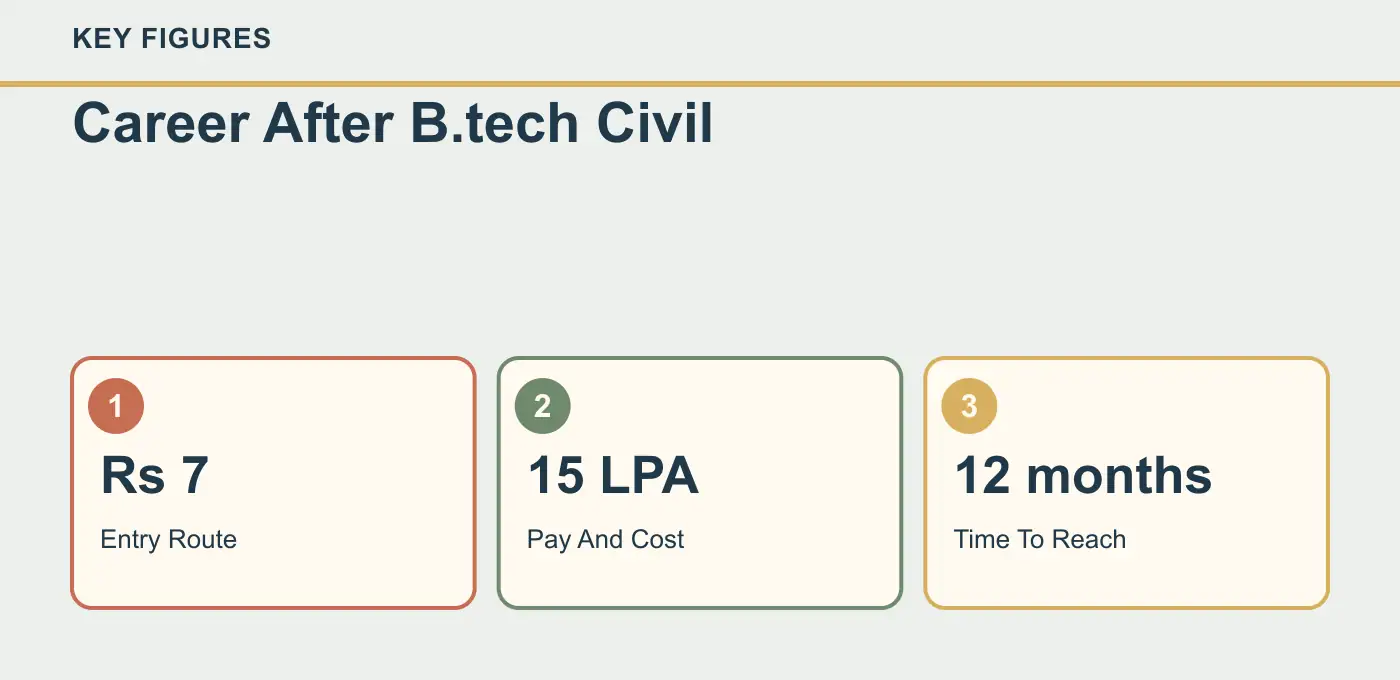 KEY FIGURES
Career After B.tech Civil
1
Rs 7
Entry Route
2
15 LPA
Pay And Cost
3
12 months
Time To Reach